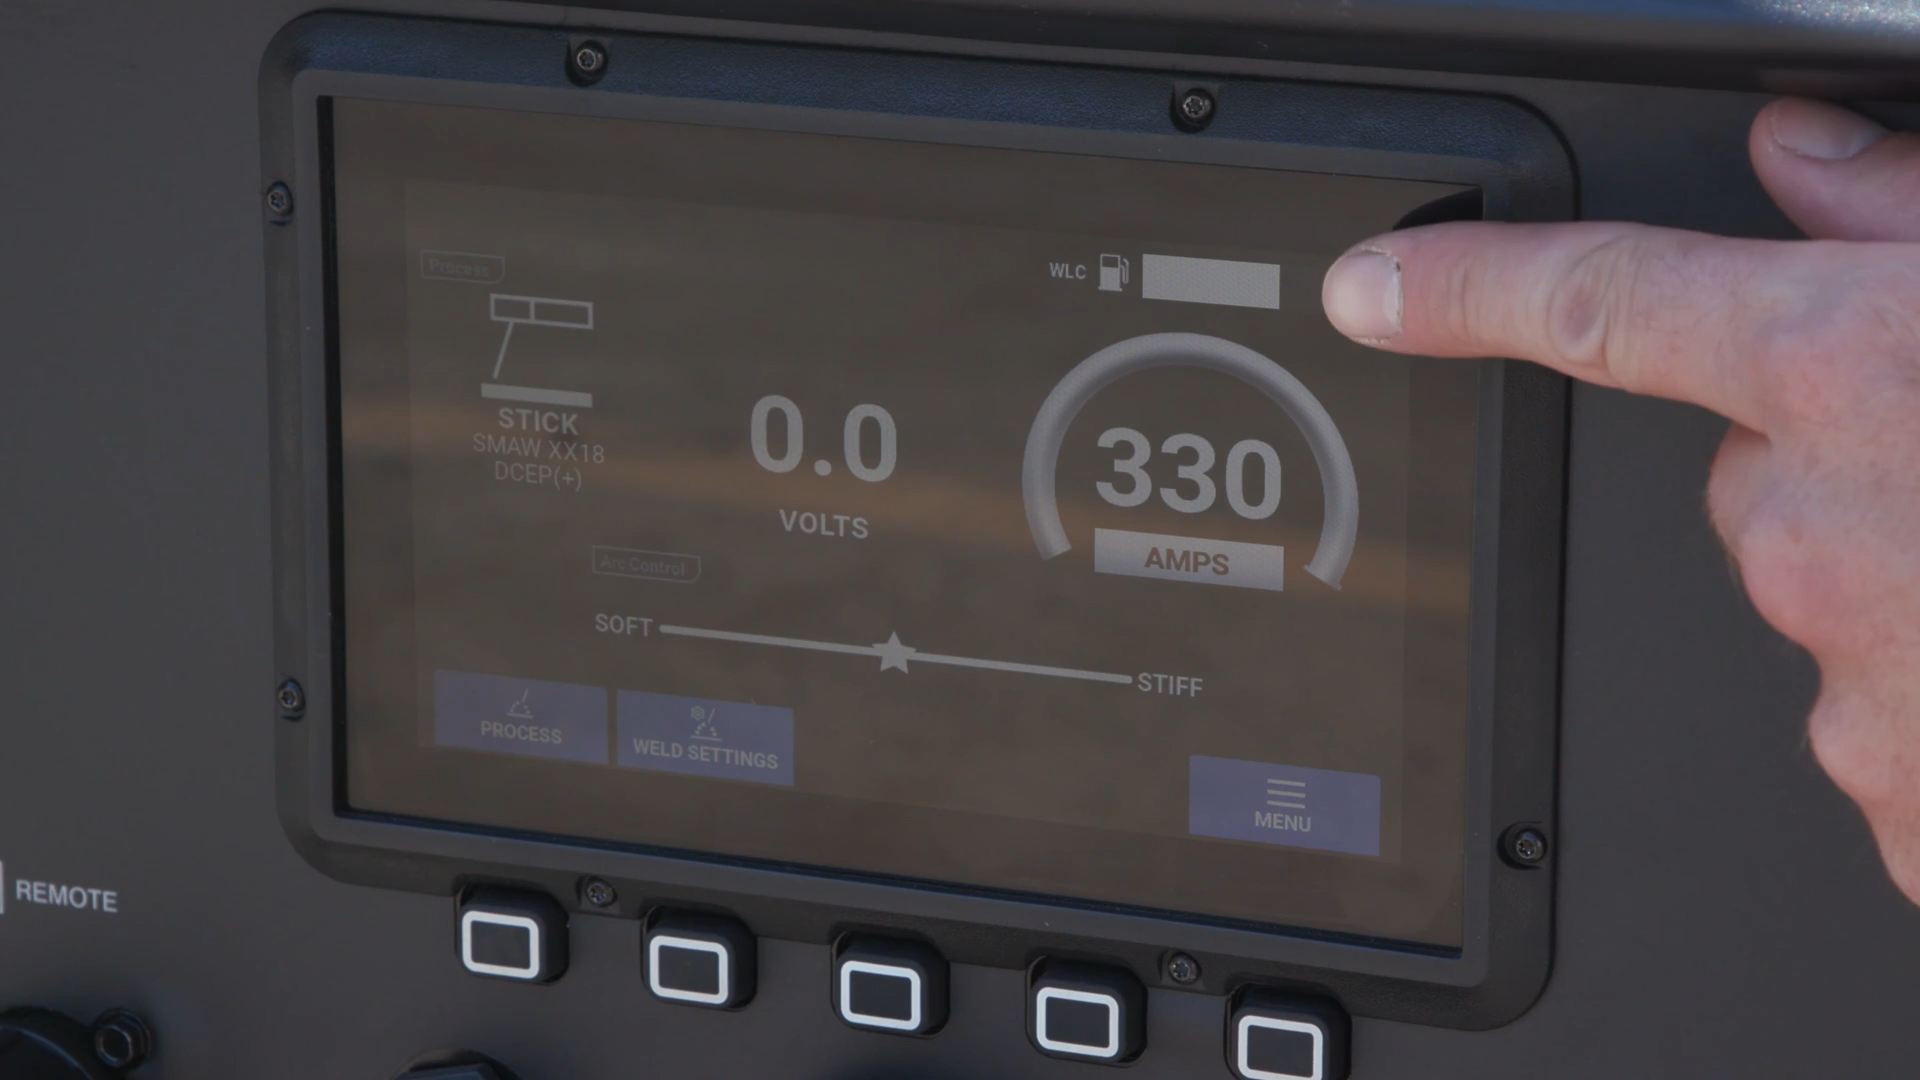 Process
WLC
STICK
SMAW XX18
DCEP(+)
0.0
VOLTS
330
AMPS
Arc Control
SOFT
STIFF
PROCESS
WELD SETTINGS
MENU
REMOTE